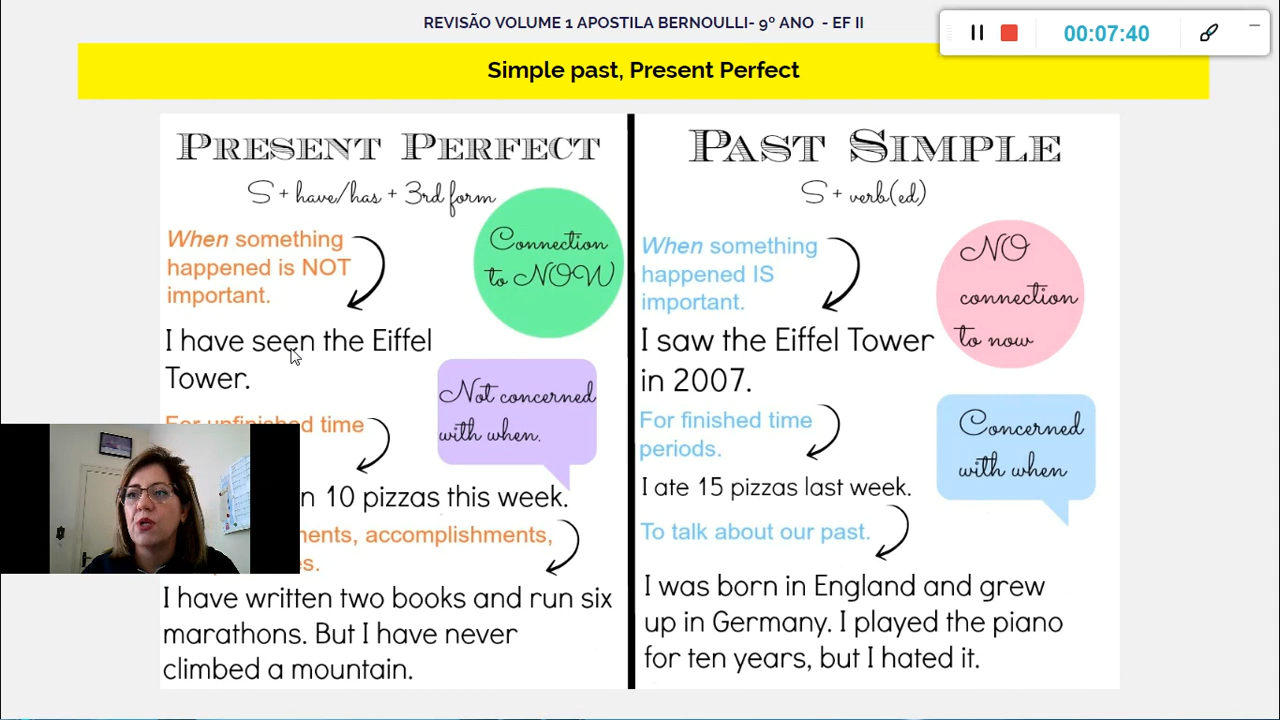 REVISÃO VOLUME 1 APOSTILA BERNOULLI- 9º ANO - EF II
00:07:40
Simple past, Present Perfect
PRESENT PERFECT
S + have/has + 3rd form
When something
happened is NOT
important.
Connection
to NOW
I have seen the Eiffel
Tower.
Not concerned
with when.
For unfinished time
10 pizzas this week.
accomplishments,
I have written two books and run six
marathons. But I have never
climbed a mountain.
PAST SIMPLE
S + verb(ed)
When something
happened IS
important.
NO
connection
to now
I saw the Eiffel Tower
in 2007.
For finished time
periods.
Concerned
with when
I ate 15 pizzas last week.
To talk about our past.
I was born in England and grew
up in Germany. I played the piano
for ten years, but I hated it.